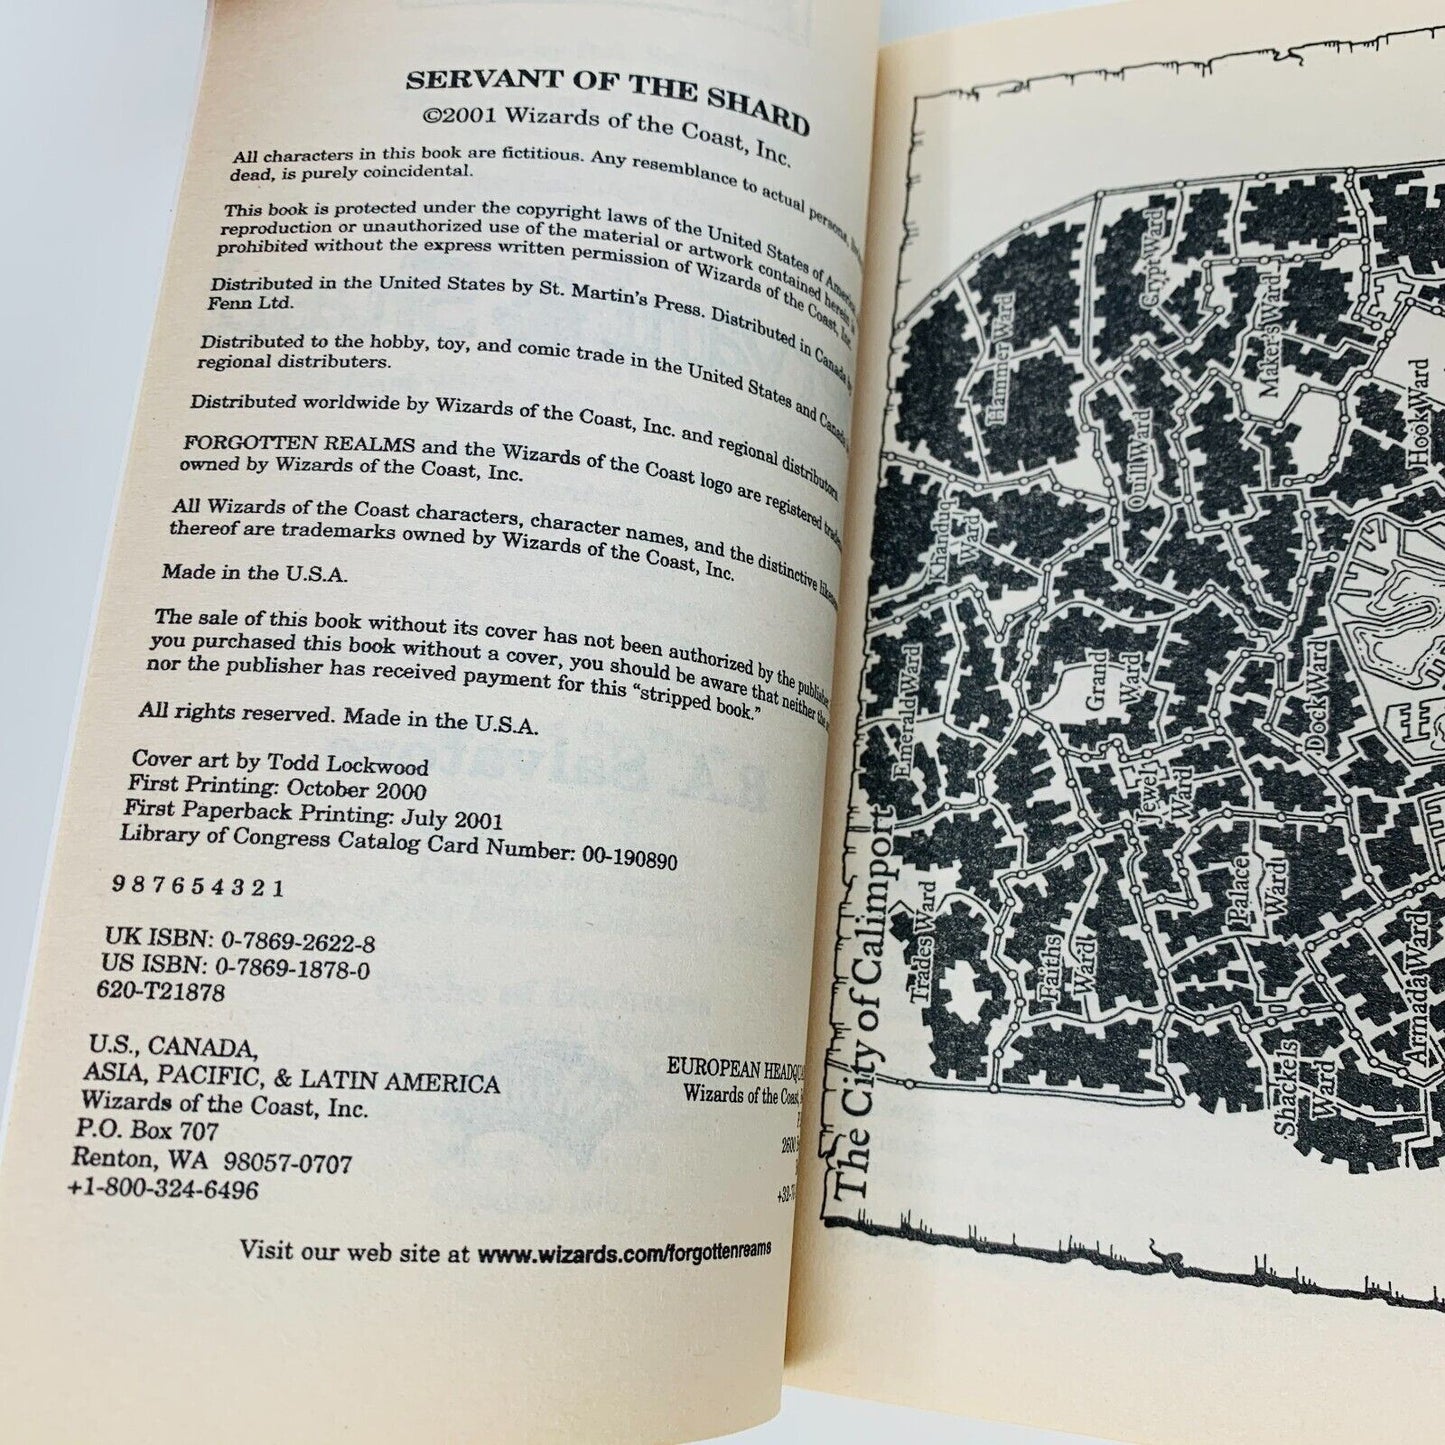 SERVANT OF THE SHARD
©2001 Wizards of the Coast, Inc.
All characters in this book are fictitious. Any resemblance to actual persons,
dead, is purely coincidental.
This book is protected under the copyright laws of the United States of America.
reproduction or unauthorized use of the material or artwork contained herein is
prohibited without the express written permission of Wizards of the Coast, Inc.
Distributed in the United States by St. Martin's Press. Distributed in Canada by
Fenn Ltd.
Distributed to the hobby, toy, and comic trade in the United States and Canada
regional distributers.
Distributed worldwide by Wizards of the Coast, Inc. and regional distributors
FORGOTTEN REALMS and the Wizards of the Coast logo are registered
owned by Wizards of the Coast, Inc.
All Wizards of the Coast characters, character names, and the distinctive
thereof are trademarks owned by Wizards of the Coast, Inc.
Made in the U.S.A.
The sale of this book without its cover has not been authorized by the publisher.
you purchased this book without a cover, you should be aware that neither the
nor the publisher has received payment for this “stripped book.”
All rights reserved. Made in the U.S.A.
Cover art by Todd Lockwood
First Printing: October 2000
First Paperback Printing: July 2001
Library of Congress Catalog Card Number: 00-190890
9 8 7 6 5 4 3 2 1
UK ISBN: 0-7869-2622-8
US ISBN: 0-7869-1878-0
620-T21878
U.S., CANADA,
ASIA, PACIFIC, & LATIN AMERICA
Wizards of the Coast, Inc.
P.O. Box 707
Renton, WA 98057-0707
+1-800-324-6496
EUROPEAN
Wizards of the Coast,
Visit our web site at www.wizards.com/forgottenreams
The City of Calimport
Hammer Ward
Crypt Ward
Maker's Ward
Hook Ward
Quill Ward
Khanduq
Ward
Emerald Ward
Grand
Ward
Dock Ward
Jewel
Ward
Trades Ward
Faiths
Ward
Palace
Ward
Shackels
Ward
Armada Ward